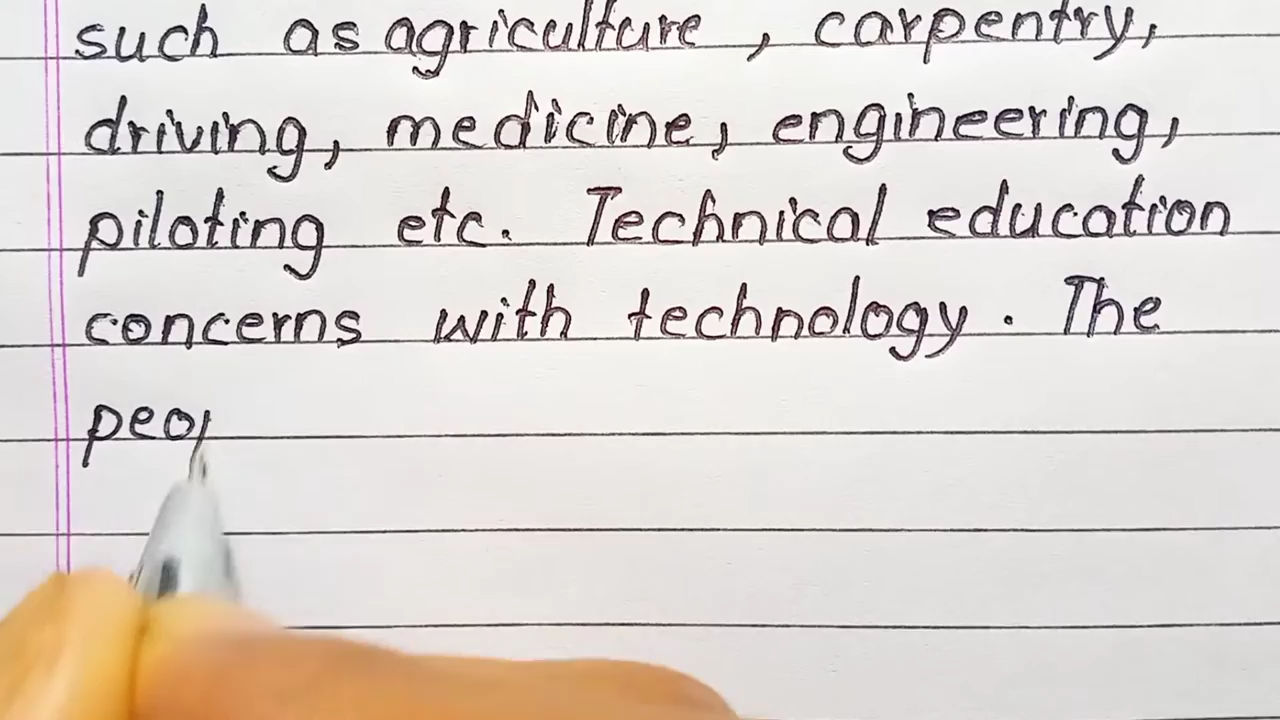 such as agriculture , carpentry,
driving, medicine, engineering,
piloting etc. Technical education
concerns with technology. The
peo